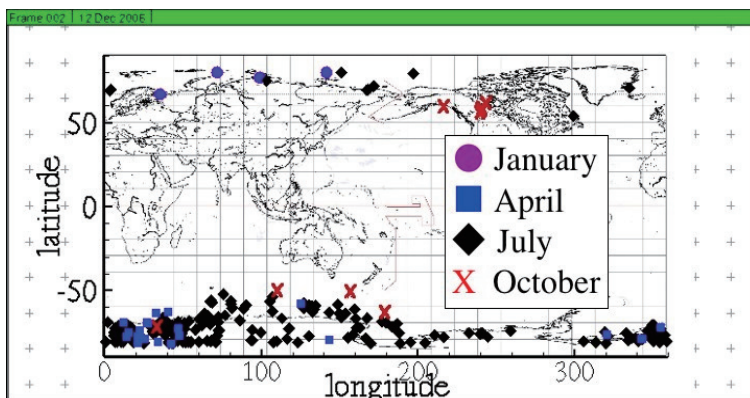 Frame 002 | 12 Dec 2006
latitude
50
0
-50
January
April
July
X October
0
100
200
300
longitude